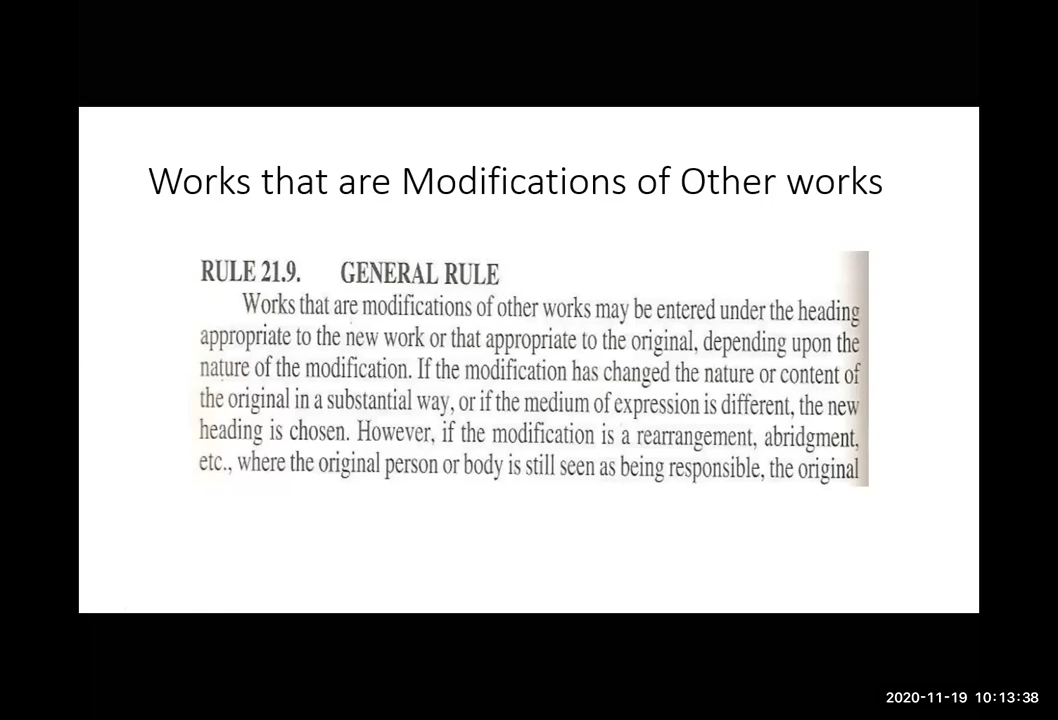 Works that are Modifications of Other works
RULE 21.9. GENERAL RULE
Works that are modifications of other works may be entered under the heading
appropriate to the new work or that appropriate to the original, depending upon the
nature of the modification. If the modification has changed the nature or content of
the original in a substantial way, or if the medium of expression is different, the new
heading is chosen. However, if the modification is a rearrangement, abridgment,
etc., where the original person or body is still seen as being responsible, the original
2020-11-19 10:13:38